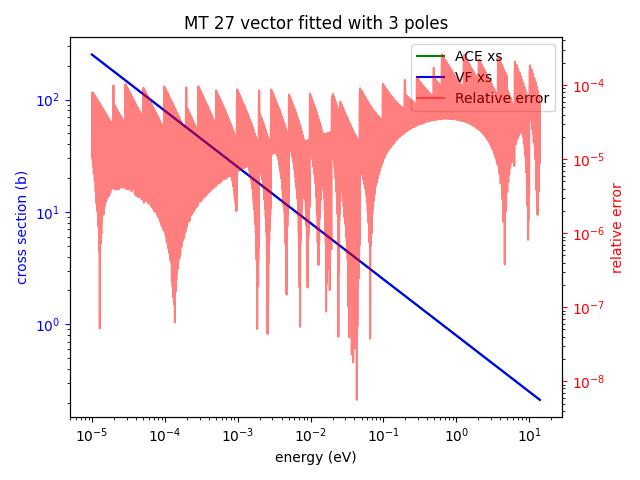 MT 27 vector fitted with 3 poles
ACE xs
VF xs
Relative error
cross section (b)
10²
10¹
10⁰
10⁻⁴
10⁻⁵
10⁻⁶
10⁻⁷
10⁻⁸
relative error
10⁻⁵ 10⁻⁴ 10⁻³ 10⁻² 10⁻¹ 10⁰ 10¹
energy (eV)